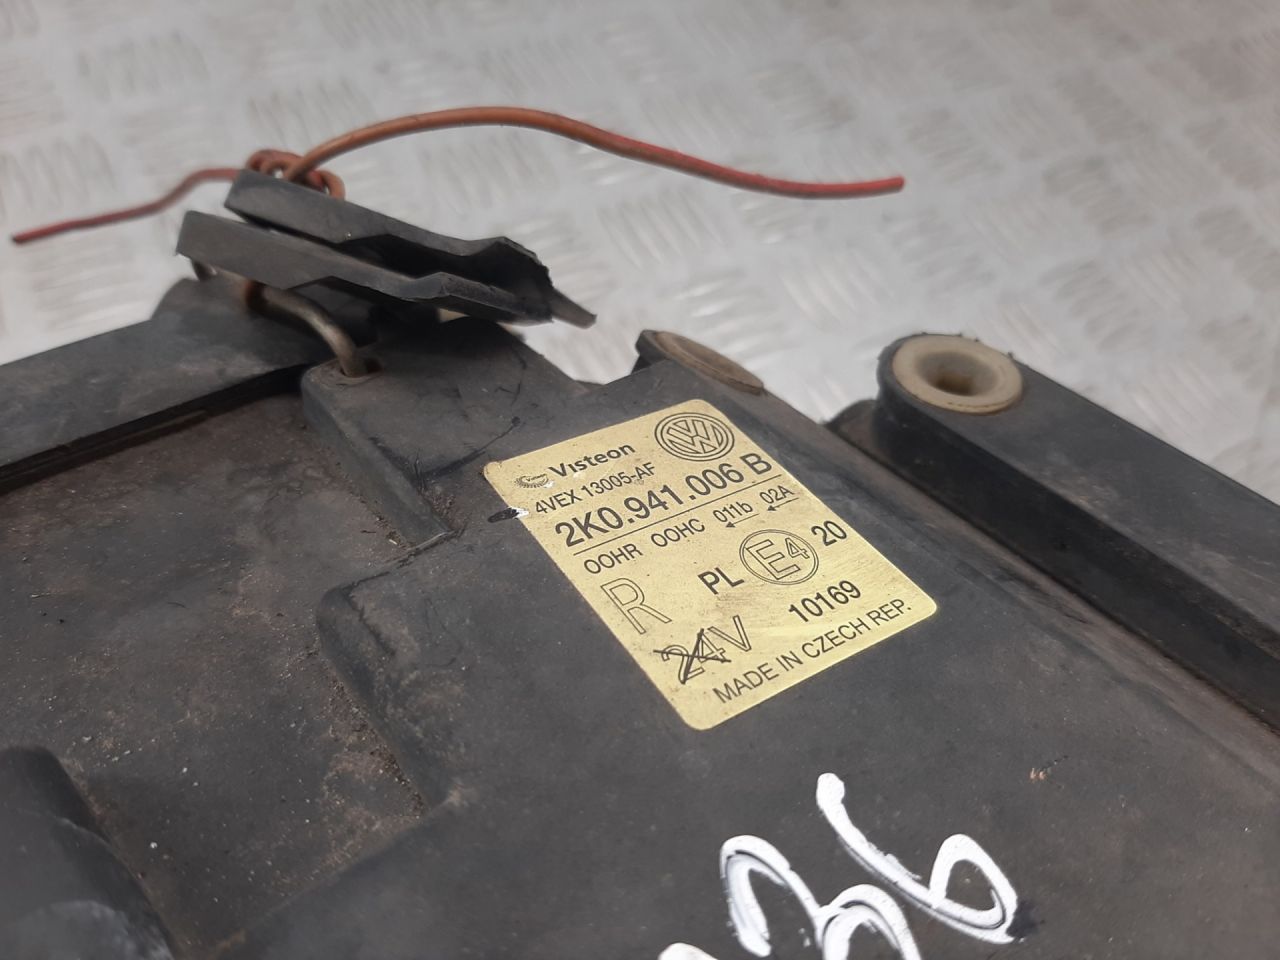 Visteon
4VEX 13005-AF
2K0.941.006 B
OOHR OOHC 011b 02A
R PL E4 20
24V 10169
MADE IN CZECH REP.
36